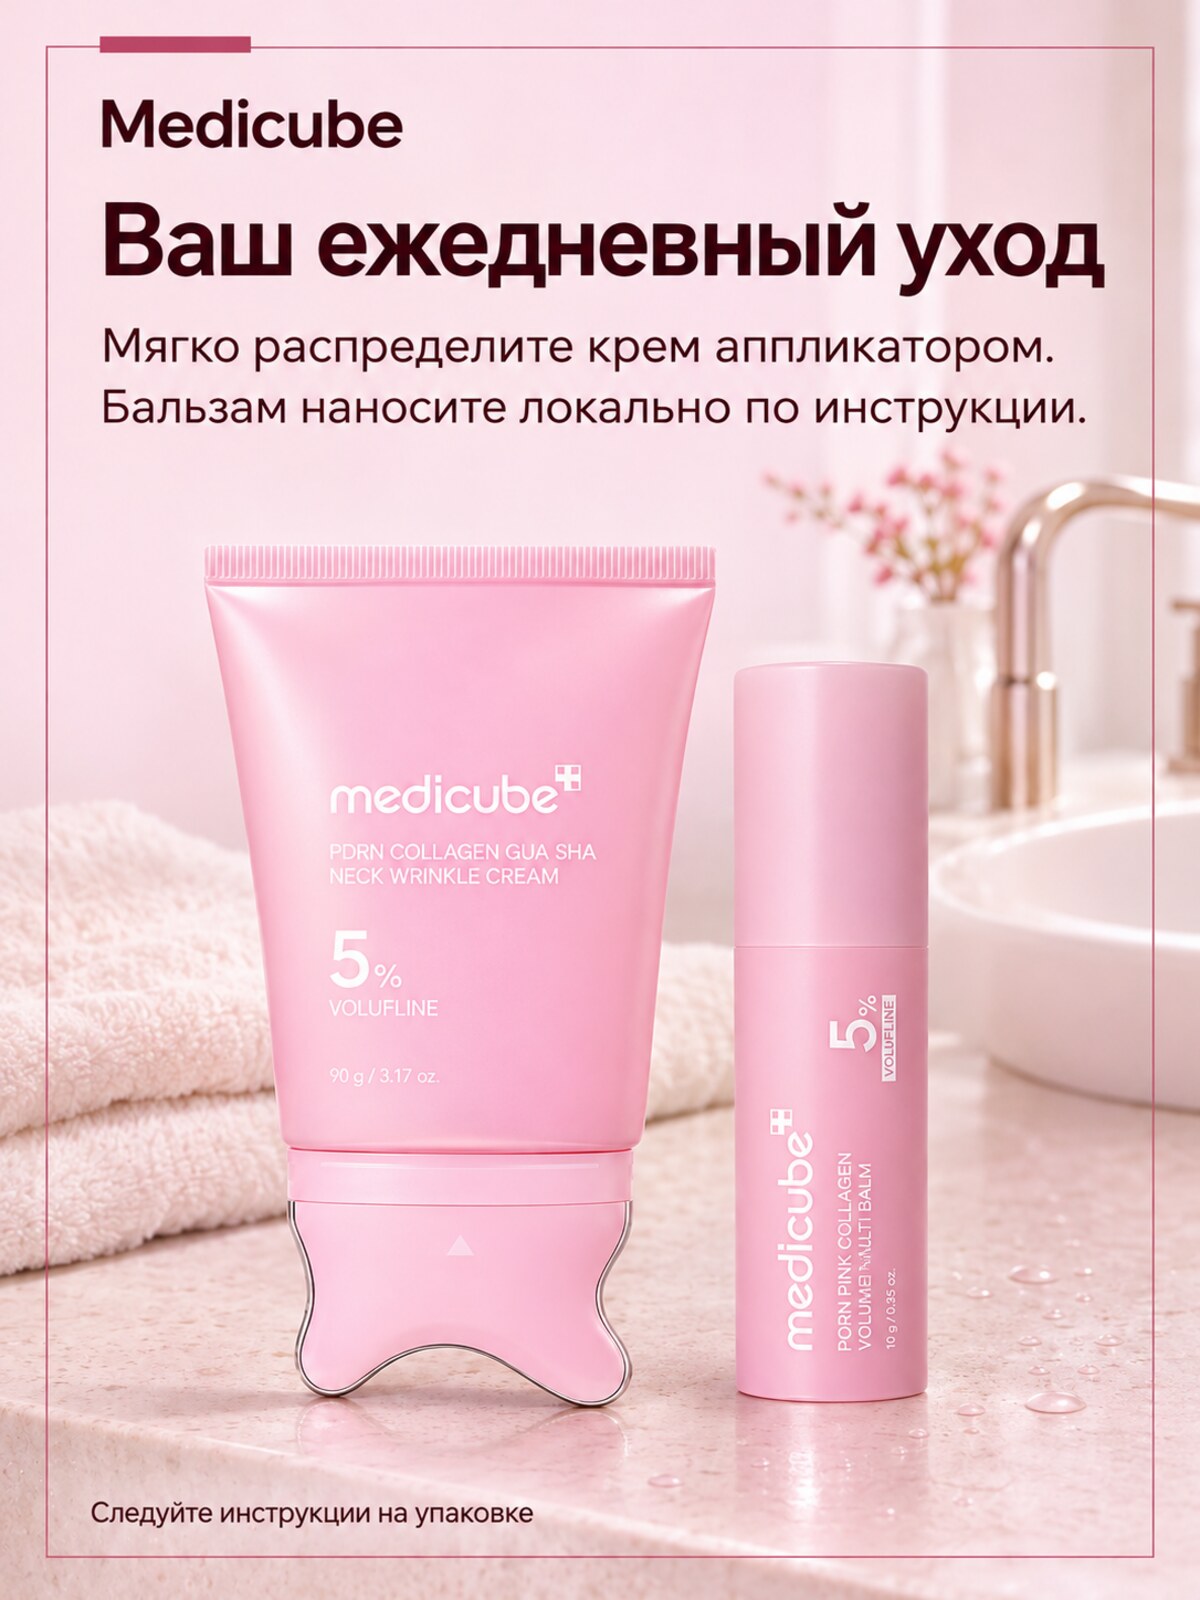 Medicube
Ваш ежедневный уход
Мягко распределите крем аппликатором.
Бальзам наносите локально по инструкции.
medicube
PDRN COLLAGEN GUA SHA
NECK WRINKLE CREAM
5%
VOLUFLINE
90 g / 3.17 oz.
5%
VOLUFLINE
medicube
PORN PINK COLLAGEN
BALM
10 g / 0.35 oz.
Следуйте инструкции на упаковке